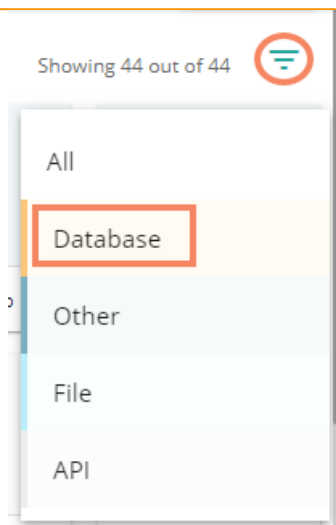 Showing 44 out of 44
All
Database
Other
File
API